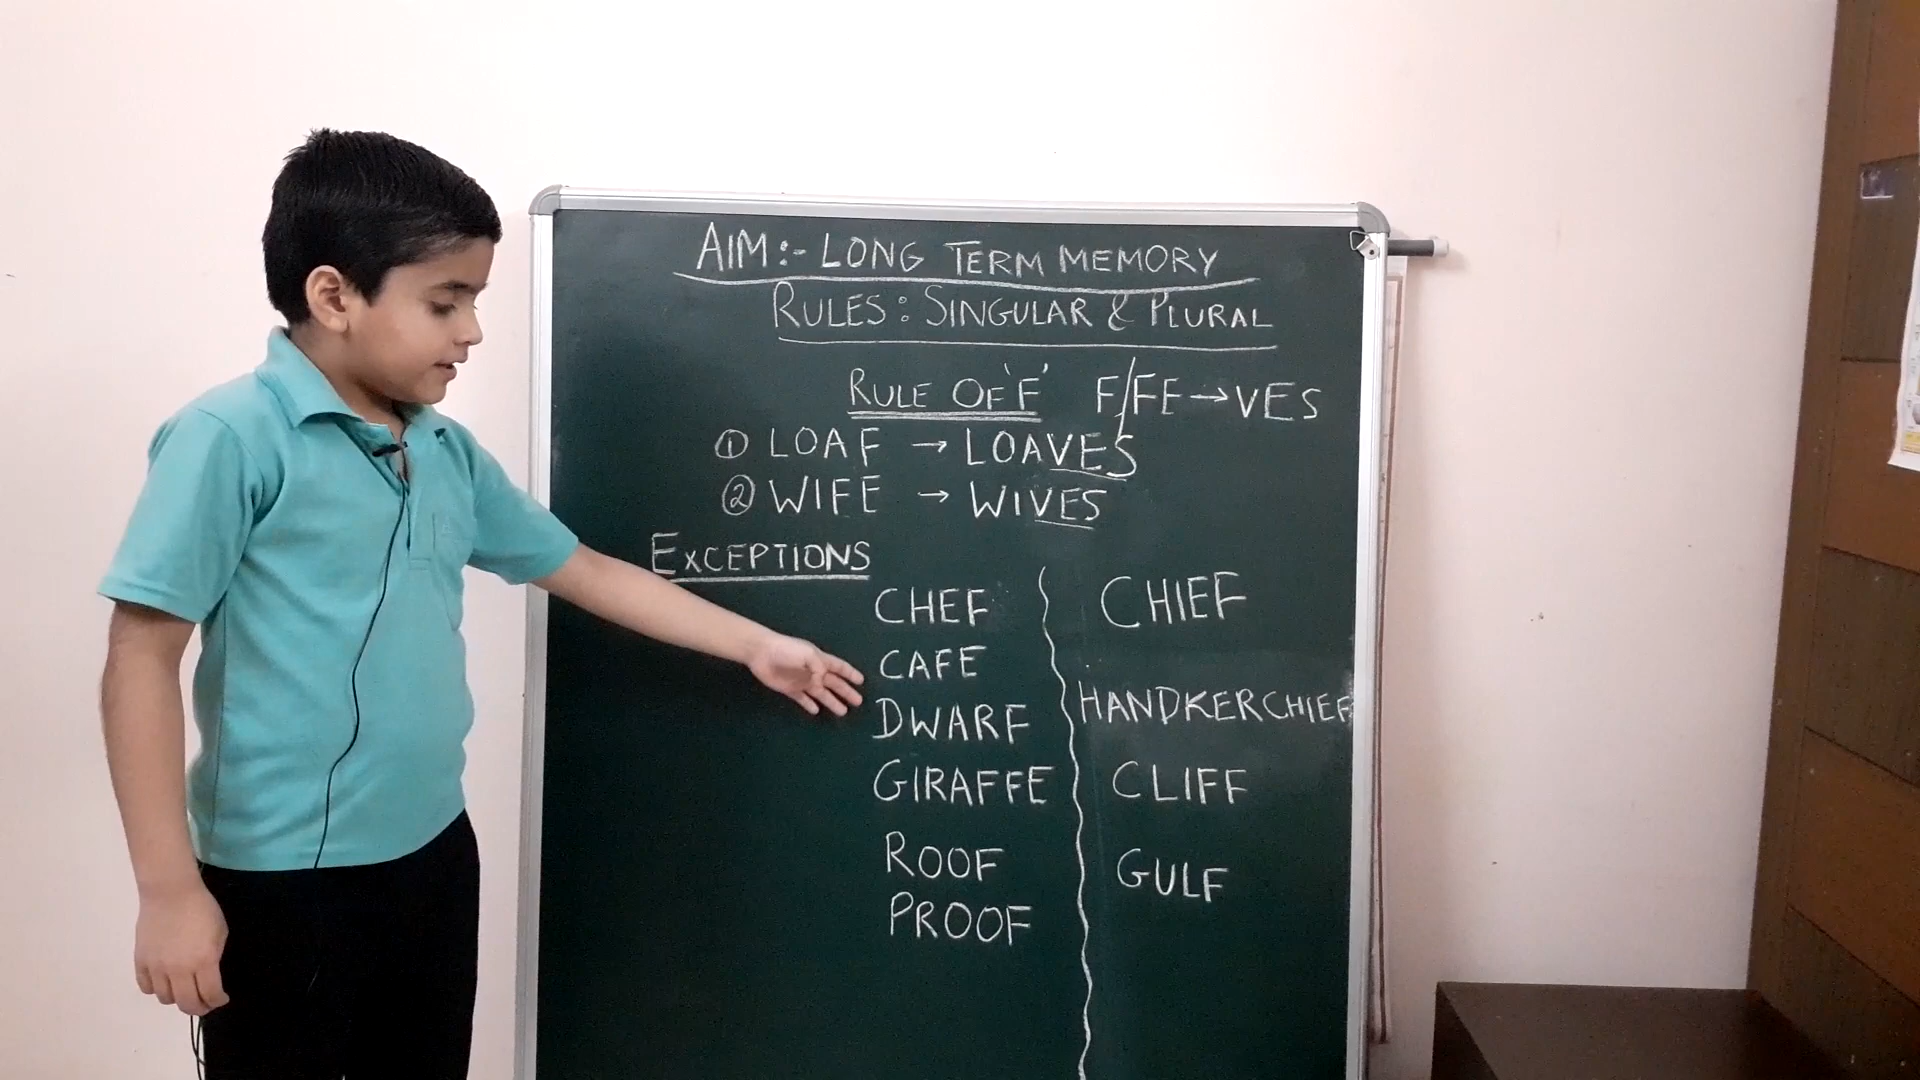 AIM:- LONG TERM MEMORY
RULES: SINGULAR & PLURAL
RULE OF 'F' F/FE → VES
① LOAF → LOAVES
② WIFE → WIVES
EXCEPTIONS
CHEF
CAFE
DWARF
GIRAFFE
ROOF
PROOF
CHIEF
HANDKERCHIEF
CLIFF
GULF